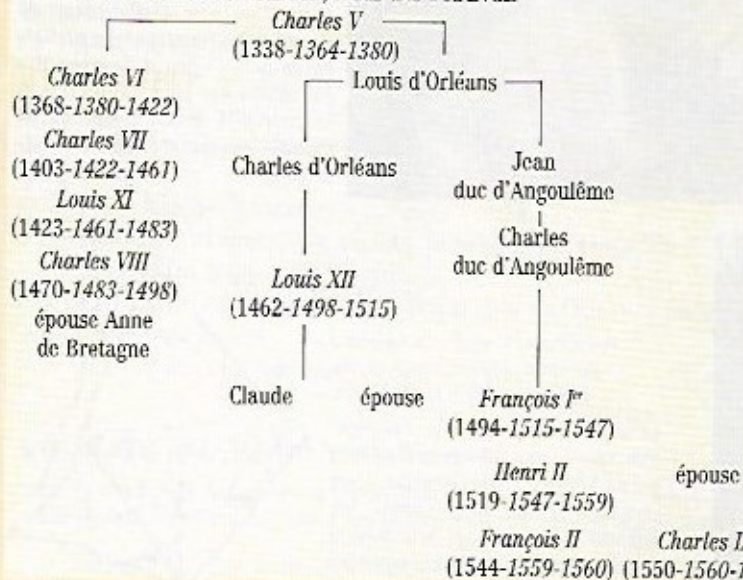 Charles V
(1338-1364-1380)
Charles VI
(1368-1380-1422)
Louis d'Orléans
Charles VII
(1403-1422-1461)
Charles d'Orléans
Jean
duc d'Angoulême
Louis XI
(1423-1461-1483)
Charles
duc d'Angoulême
Charles VIII
(1470-1483-1498)
épouse Anne
de Bretagne
Louis XII
(1462-1498-1515)
Claude épouse François Ier
(1494-1515-1547)
Henri II épouse
(1519-1547-1559)
François II Charles
(1544-1559-1560) (1550-1560-